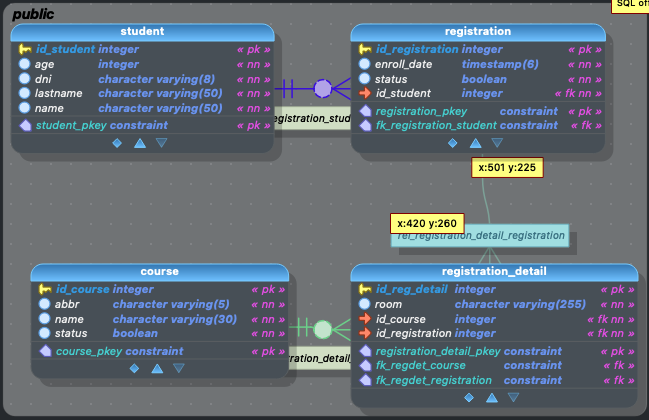 SQL off
public
student
id_student integer « pk »
age integer « nn »
dni character varying(8) « nn »
lastname character varying(50) « nn »
name character varying(50) « nn »
student_pkey constraint « pk »
registration
id_registration integer « pk »
enroll_date timestamp(6) « nn »
status boolean « nn »
id_student integer « fk nn »
registration_pkey constraint « pk »
fk_registration_student constraint « fk »
egistration_stud
x:501 y:225
x:420 y:260
rel_registration_detail_registration
course
id_course integer « pk »
abbr character varying(5) « nn »
name character varying(30) « nn »
status boolean « nn »
course_pkey constraint « pk »
ration_detail_
registration_detail
id_reg_detail integer « pk »
room character varying(255) « nn »
id_course integer « fk nn »
id_registration integer « fk nn »
registration_detail_pkey constraint « pk »
fk_regdet_course constraint « fk »
fk_regdet_registration constraint « fk »